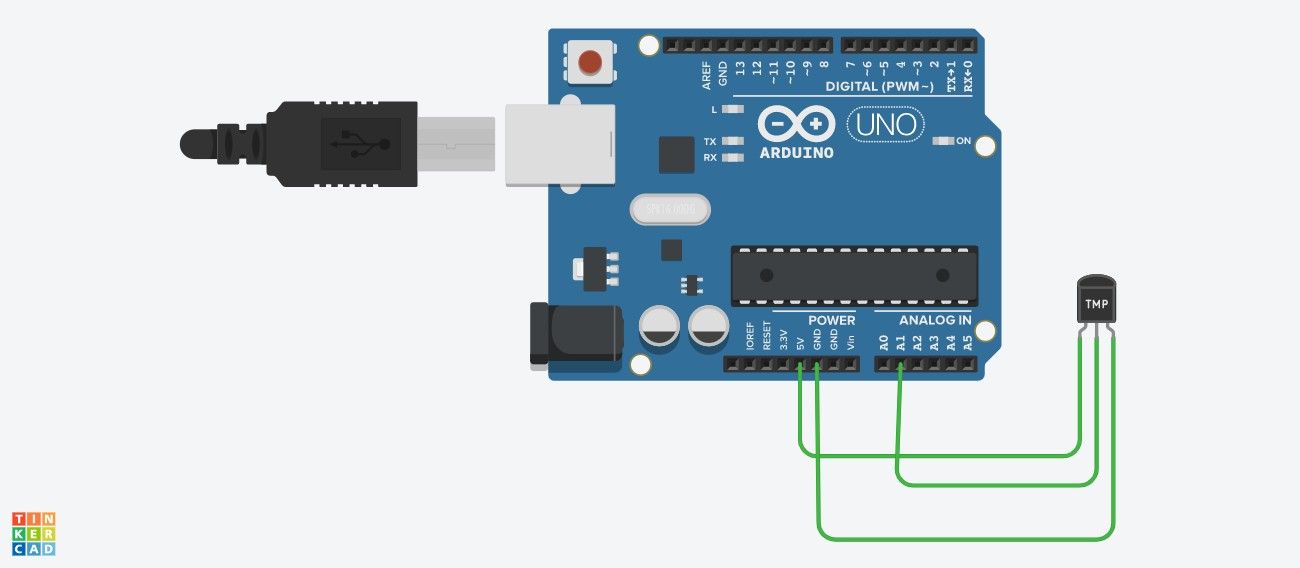 AREF
GND
13
12
~11
~10
~9
8
7
~6
~5
4
~3
2
TX→1
RX←0
DIGITAL (PWM~)
L
TX
RX
ARDUINO
UNO
ON
TMP
POWER
ANALOG IN
IOREF
RESET
3.3V
5V
GND
GND
Vin
A0
A1
A2
A3
A4
A5
TIN
KER
CAD